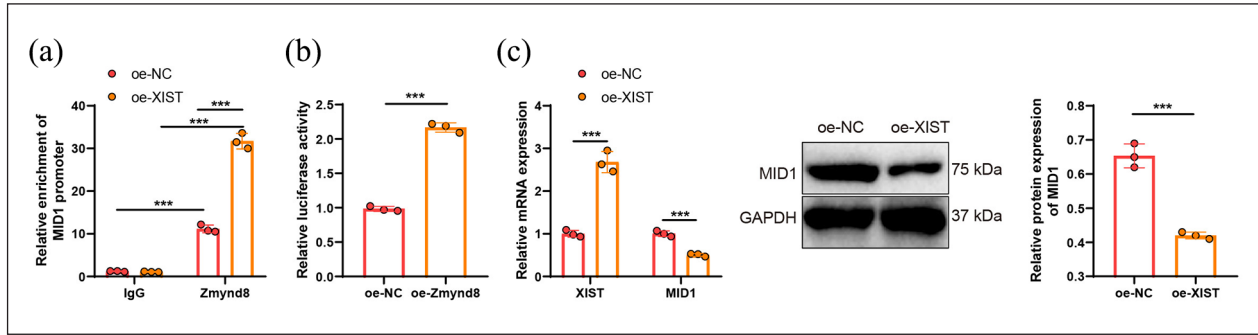 (a)
oe-NC
oe-XIST
Relative enrichment of
MID1 promoter
40
30
20
10
0
***
***
***
IgG
Zmynd8
(b)
Relative luciferase activity
2.5
2.0
1.5
1.0
0.5
0.0
***
oe-NC
oe-Zmynd8
(c)
oe-NC
oe-XIST
Relative mRNA expression
4
3
2
1
0
***
***
XIST
MID1
oe-NC
oe-XIST
MID1
75 kDa
GAPDH
37 kDa
Relative protein expression
of MID1
0.8
0.7
0.6
0.5
0.4
0.3
***
oe-NC
oe-XIST